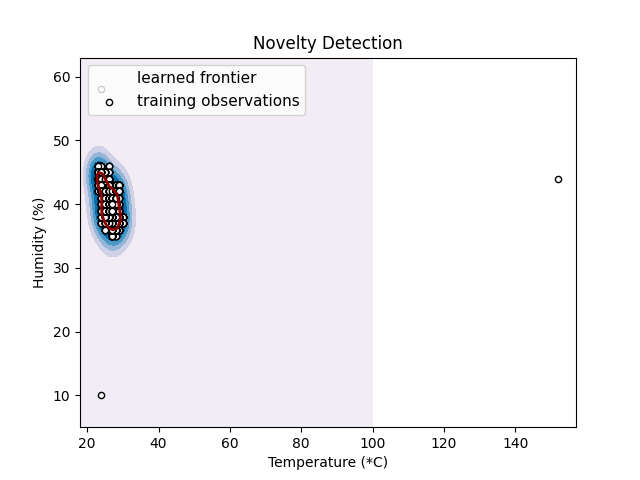 Novelty Detection
learned frontier
training observations
60
50
40
30
20
10
Humidity (%)
20 40 60 80 100 120 140
Temperature (*C)